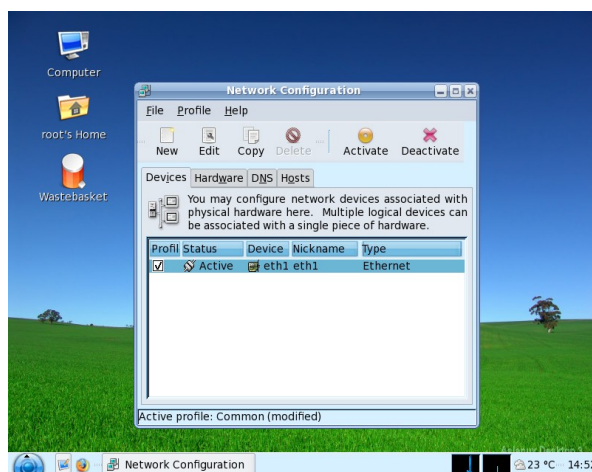 Computer
root's Home
Wastebasket
Network Configuration
File Profile Help
New Edit Copy Delete Activate Deactivate
Devices Hardware DNS Hosts
You may configure network devices associated with
physical hardware here. Multiple logical devices can
be associated with a single piece of hardware.
Profil Status Device Nickname Type
Active eth1 eth1 Ethernet
Active profile: Common (modified)
Network Configuration
23 °C 14:52